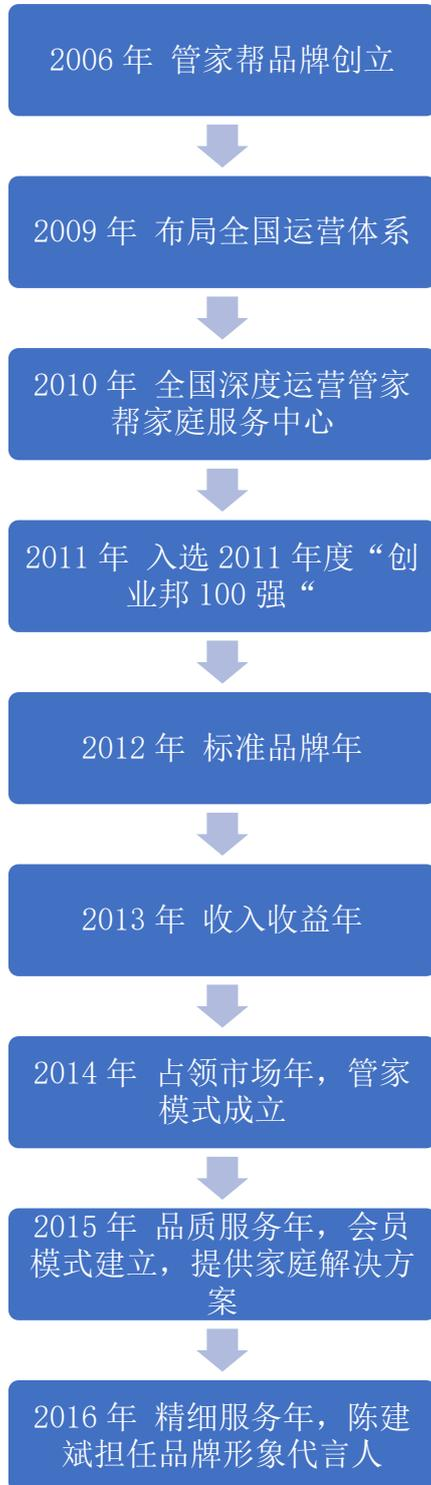 2006 年 管家帮品牌创立
2009 年 布局全国运营体系
2010 年 全国深度运营管家
帮家庭服务中心
2011 年 入选 2011 年度“创
业邦 100 强“
2012 年 标准品牌年
2013 年 收入收益年
2014 年 占领市场年，管家
模式成立
2015 年 品质服务年，会员
模式建立，提供家庭解决方
案
2016 年 精细服务年，陈建
斌担任品牌形象代言人